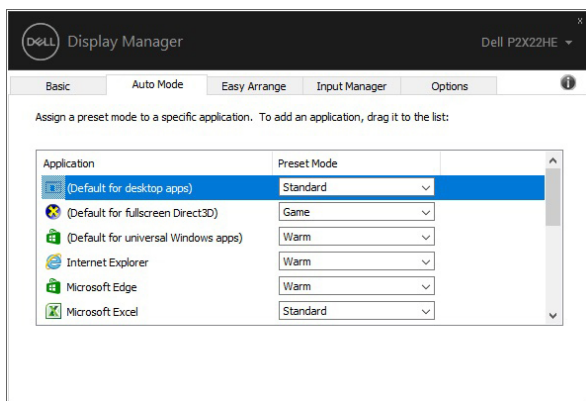 DELL Display Manager
Dell P2X22HE
x
Basic Auto Mode Easy Arrange Input Manager Options
i
Assign a preset mode to a specific application. To add an application, drag it to the list:
Application Preset Mode
(Default for desktop apps) Standard
(Default for fullscreen Direct3D) Game
(Default for universal Windows apps) Warm
Internet Explorer Warm
Microsoft Edge Warm
Microsoft Excel Standard